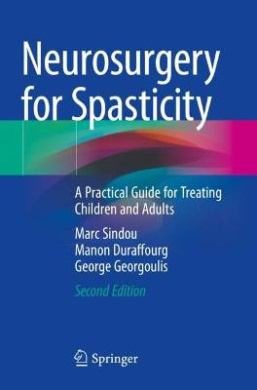 Neurosurgery
for Spasticity
A Practical Guide for Treating
Children and Adults
Marc Sindou
Manon Duraffourg
George Georgoulis
Second Edition
Springer